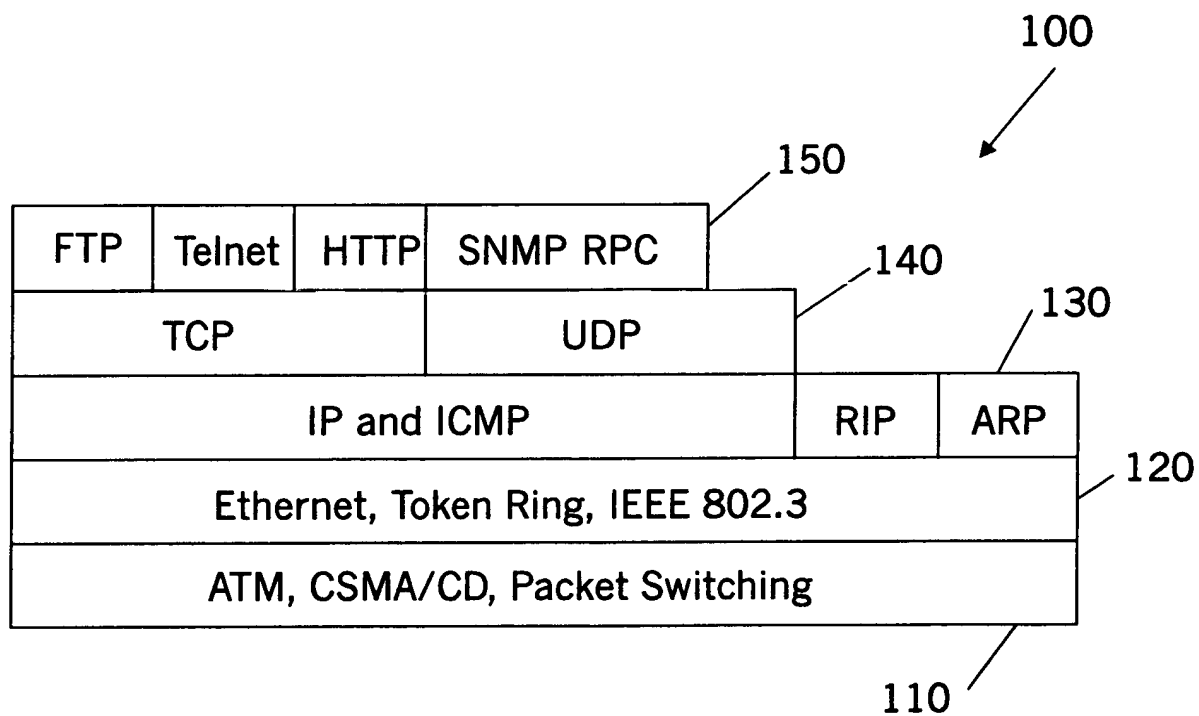 100
150
FTP Telnet HTTP SNMP RPC
140
TCP UDP
130
IP and ICMP RIP ARP
120
Ethernet, Token Ring, IEEE 802.3
ATM, CSMA/CD, Packet Switching
110